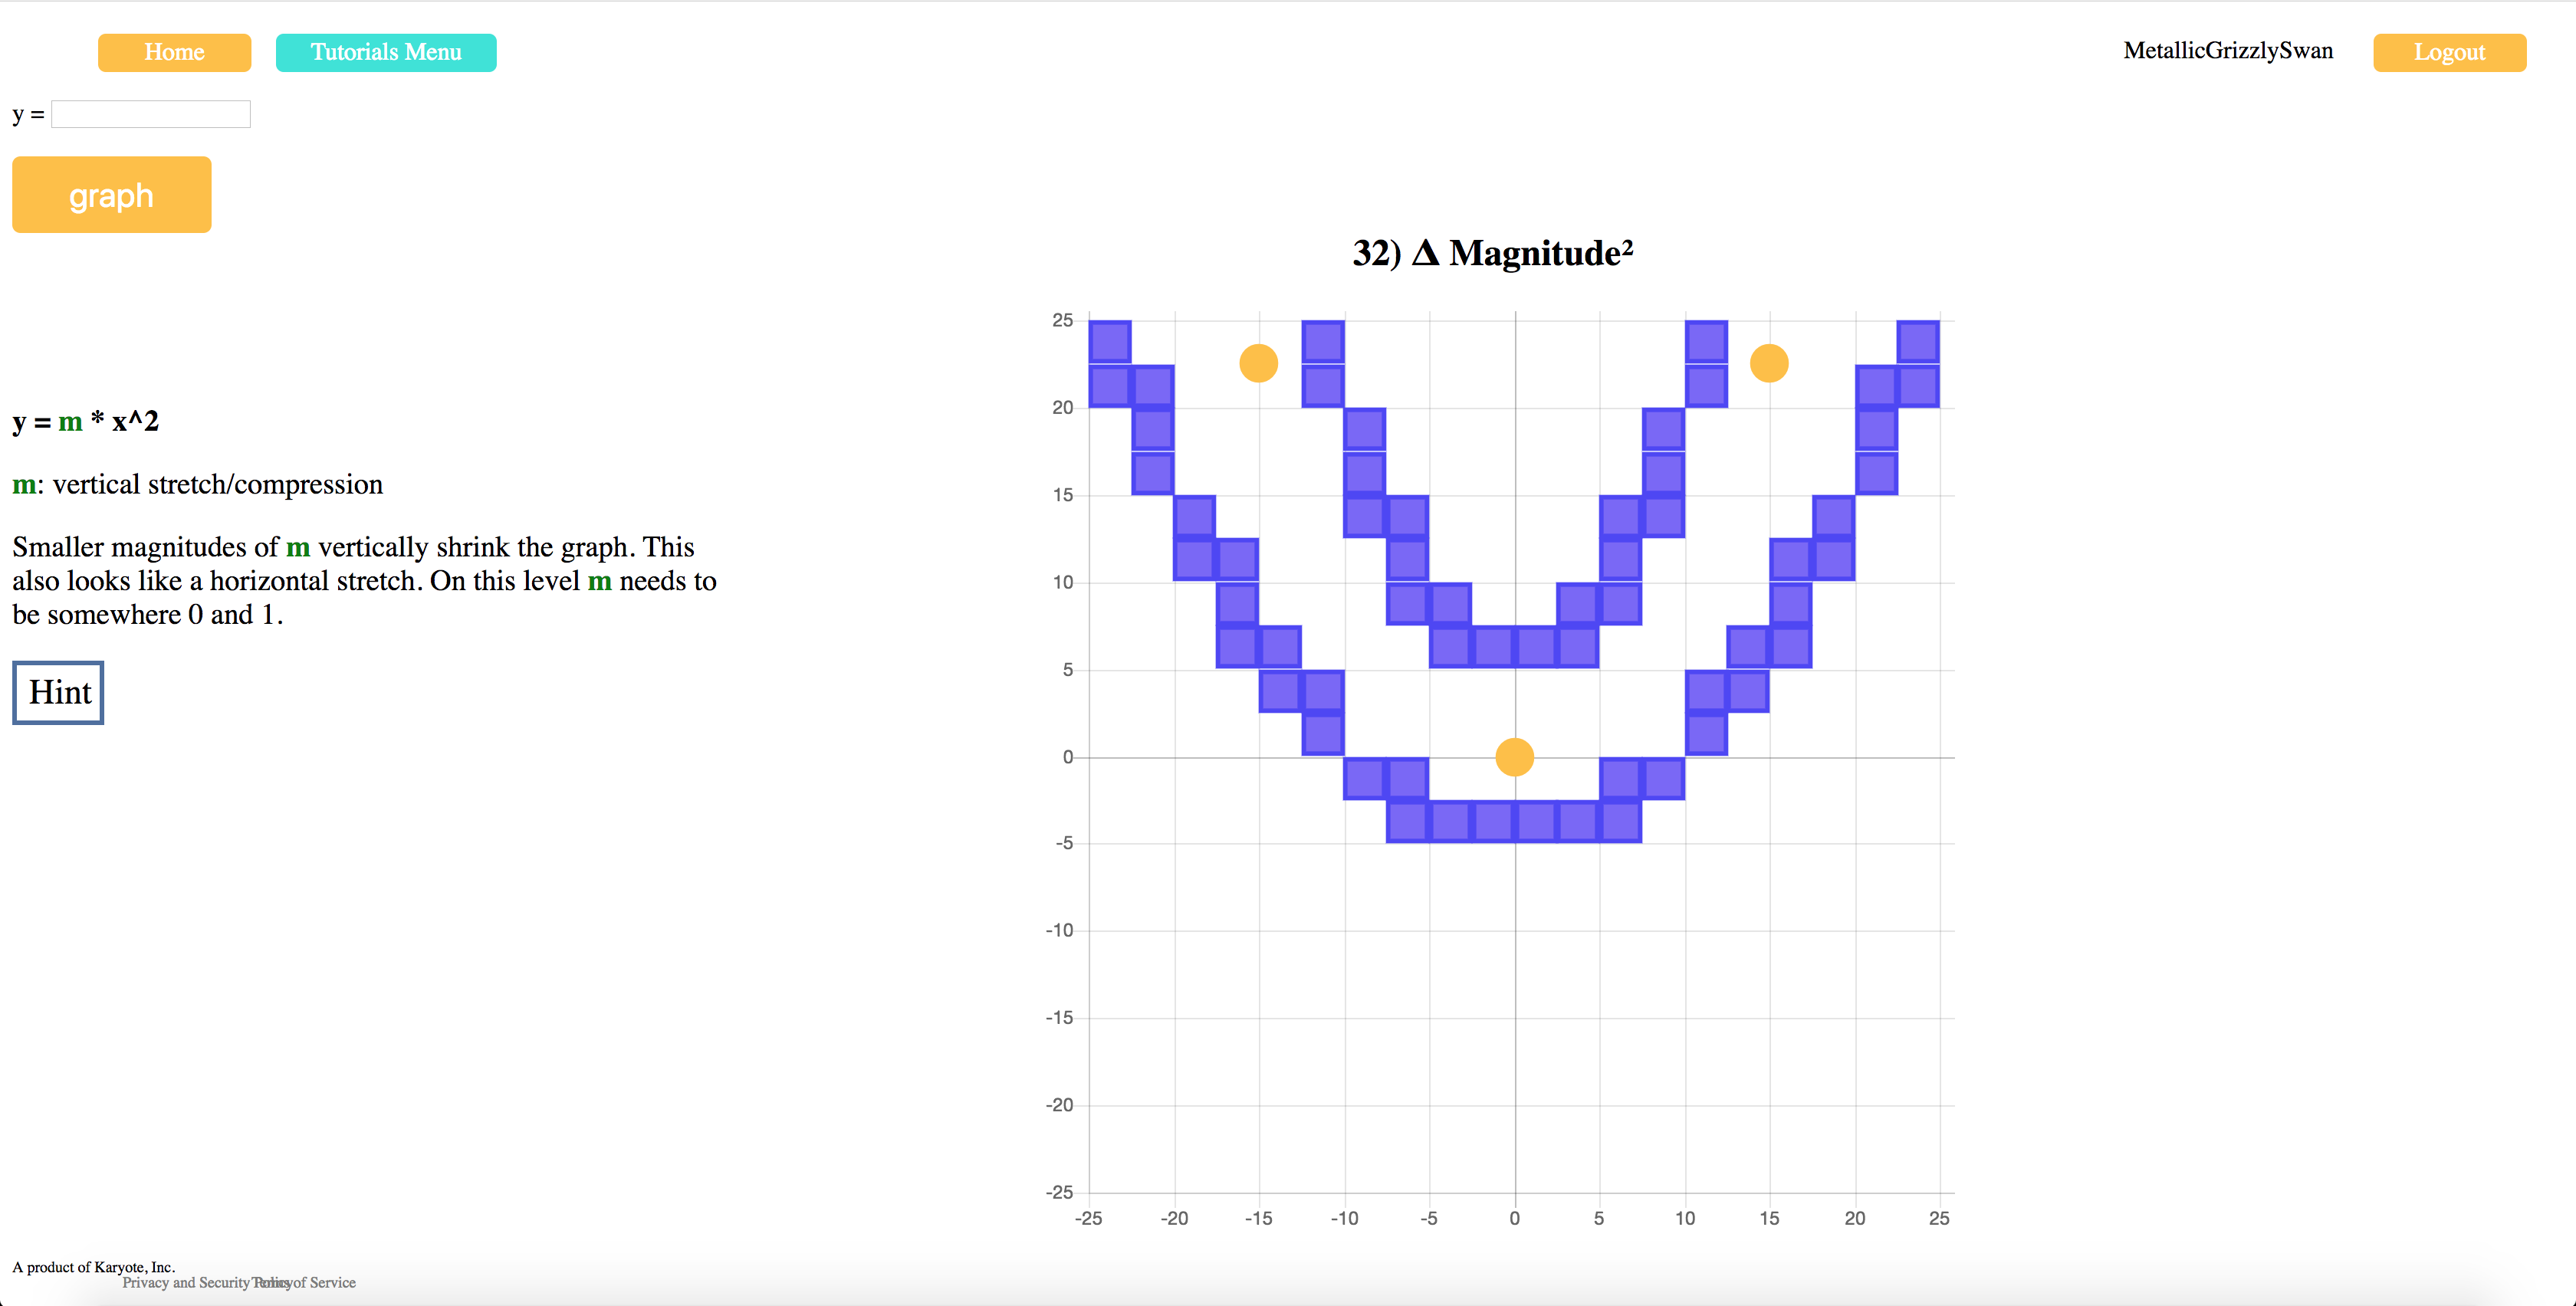 Home Tutorials Menu MetallicGrizzlySwan Logout
y =
graph
32) Δ Magnitude²
y = m * x^2
m: vertical stretch/compression
Smaller magnitudes of m vertically shrink the graph. This
also looks like a horizontal stretch. On this level m needs to
be somewhere 0 and 1.
Hint
25
20
15
10
5
0
-5
-10
-15
-20
-25
-25 -20 -15 -10 -5 0 5 10 15 20 25
A product of Karyote, Inc.
Privacy and Security Policy Terms of Service